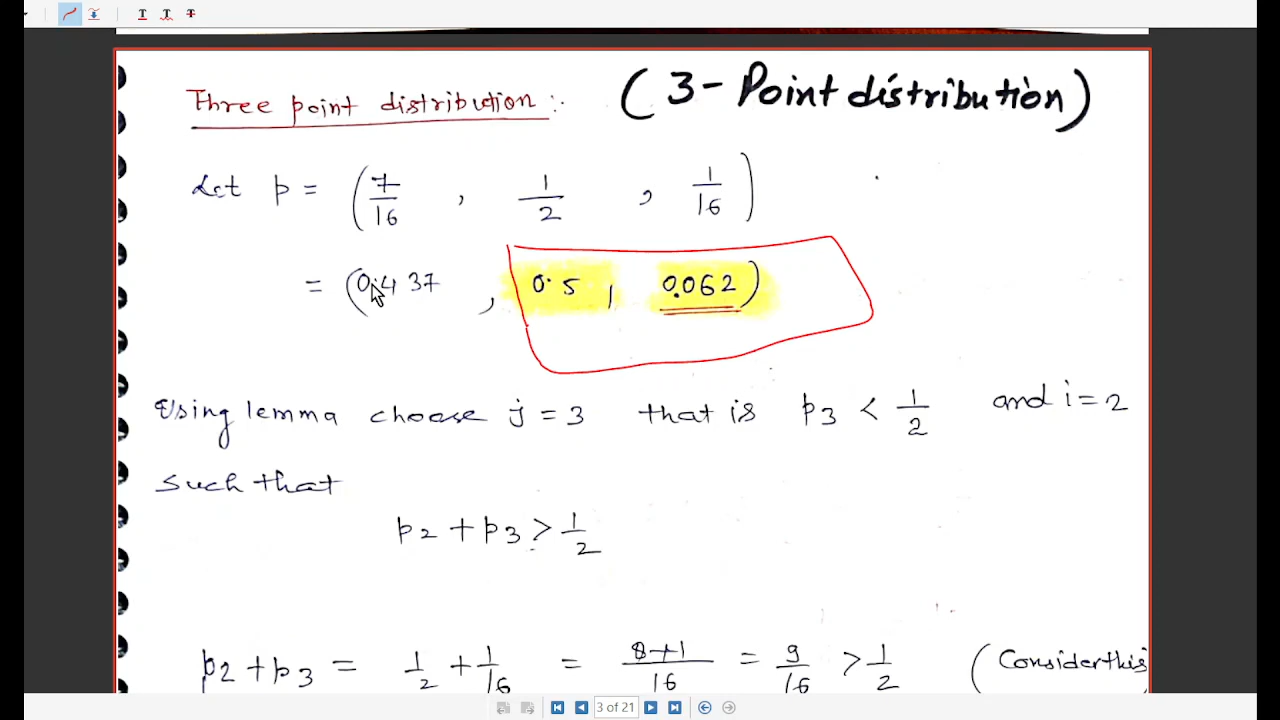 Three point distribution :-
(3 - Point distribution)
Let p = (7/16 , 1/2 , 1/16)
= (0.437 , 0.5 , 0.062)
Using lemma choose j = 3 that is p3 < 1/2 and i = 2
such that
p2 + p3 > 1/2
p2 + p3 = 1/2 + 1/16 = 8+1/16 = 9/16 > 1/2 (Consider this
3 of 21